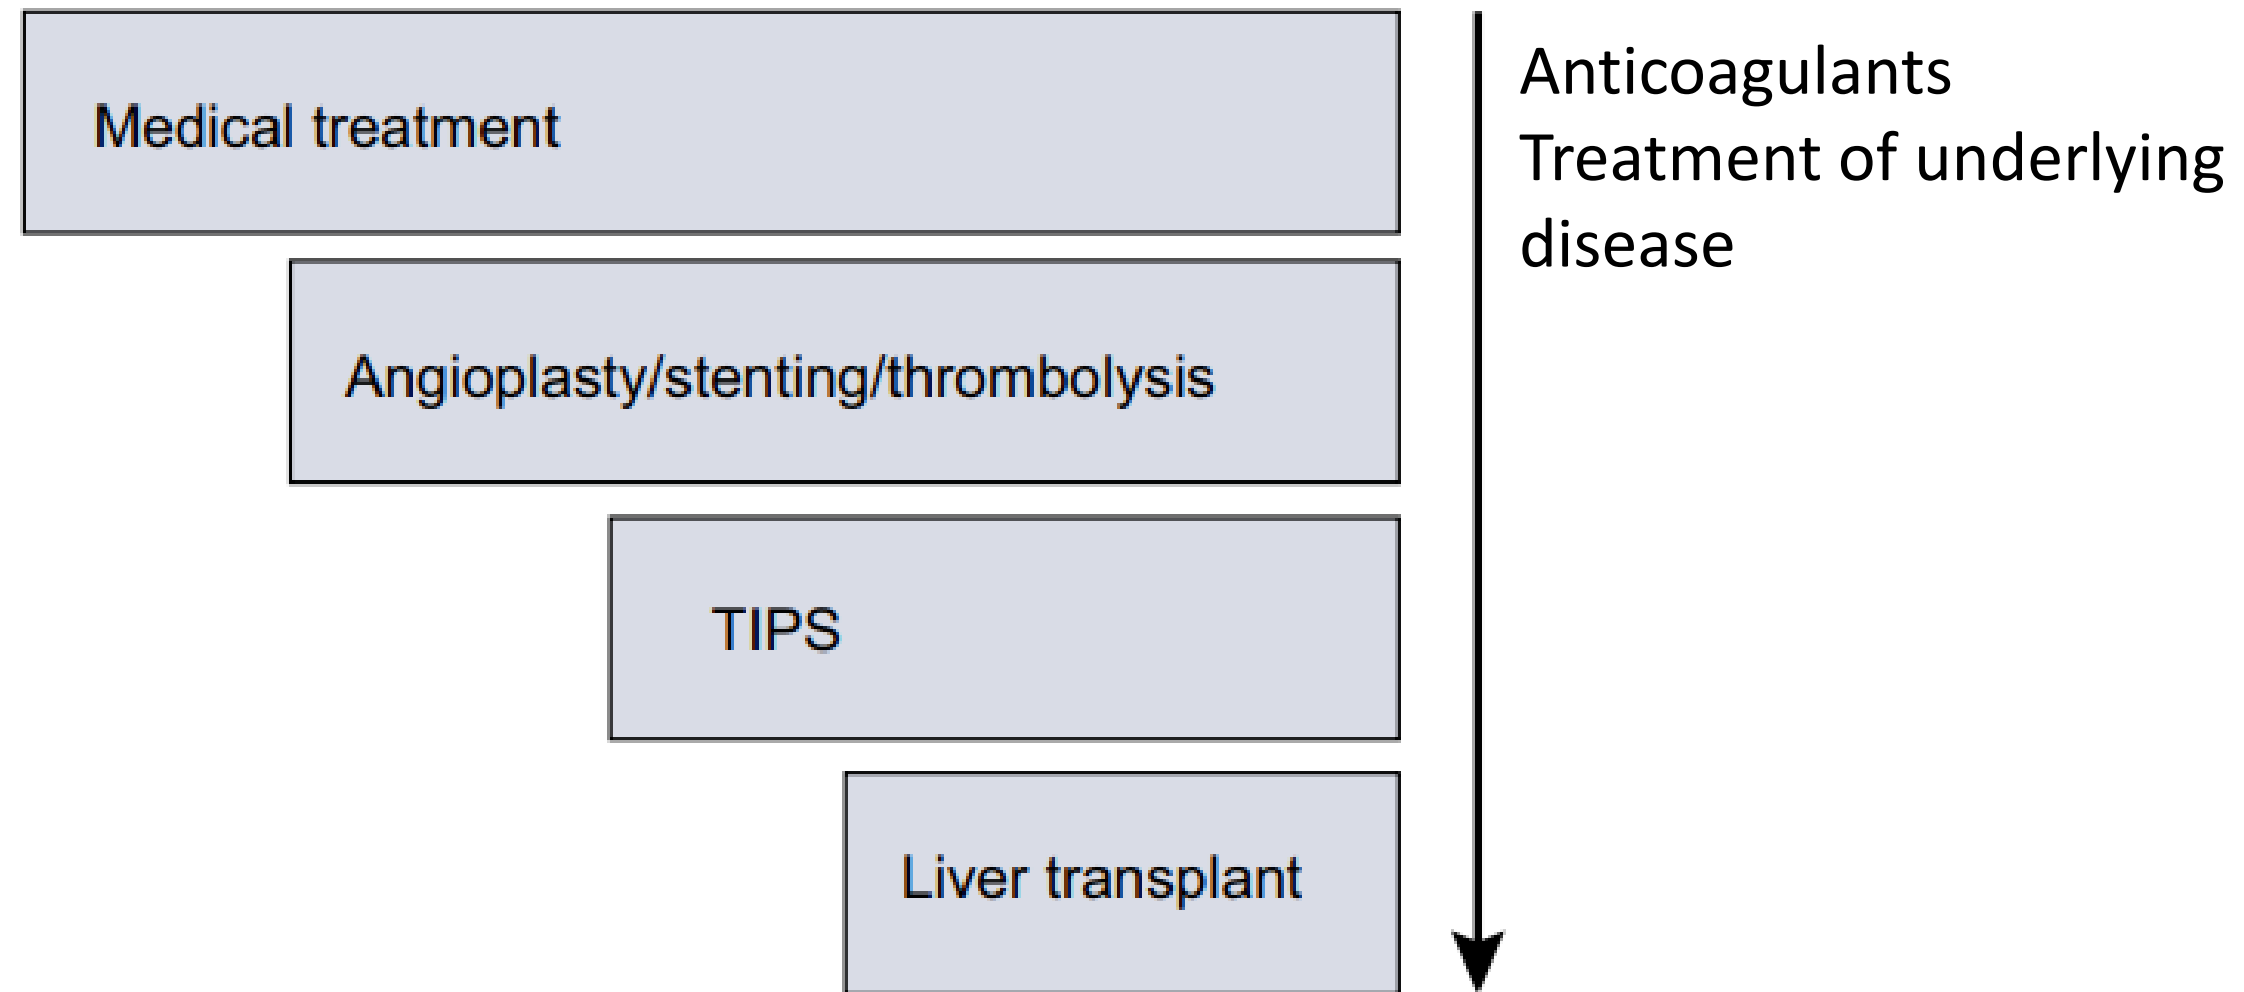 Medical treatment
Anticoagulants
Treatment of underlying
disease
Angioplasty/stenting/thrombolysis
TIPS
Liver transplant